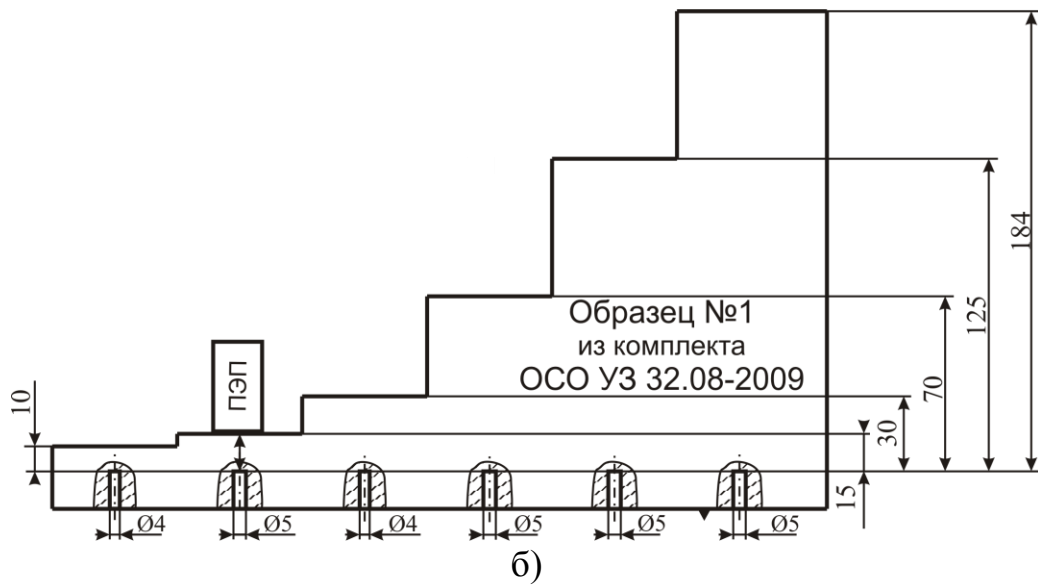 184
125
Образец №1
из комплекта
ОСО УЗ 32.08-2009
ПЭП
10
70
30
15
Ø4
Ø5
Ø4
Ø5
Ø5
Ø5
б)